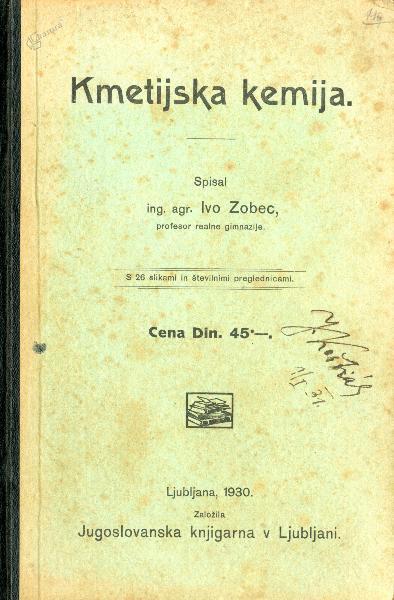 Kmetijska kemija.
Spisal
ing. agr. Ivo Zobec,
profesor realne gimnazije.
S 26 slikami in številnimi preglednicami.
Cena Din. 45·—.
Ljubljana, 1930.
Založila
Jugoslovanska knjigarna v Ljubljani.